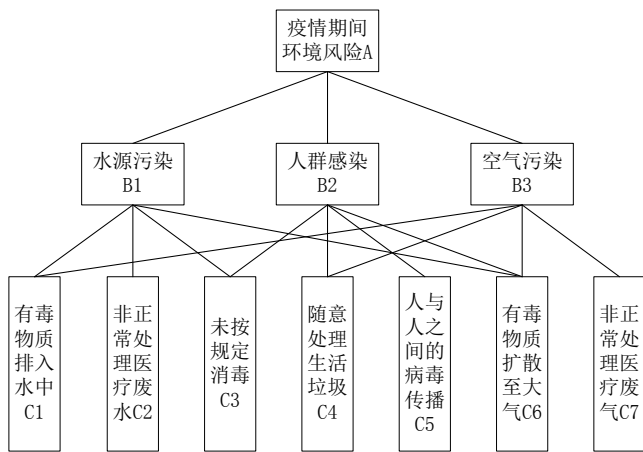 疫情期间
环境风险A
水源污染
B1
人群感染
B2
空气污染
B3
有毒
物质
排入
水中
C1
非正
常处
理医
疗废
水C2
未按
规定
消毒
C3
随意
处理
生活
垃圾
C4
人与
人之
间的
病毒
传播
C5
有毒
物质
扩散
至大
气C6
非正
常处
理医
疗废
气C7